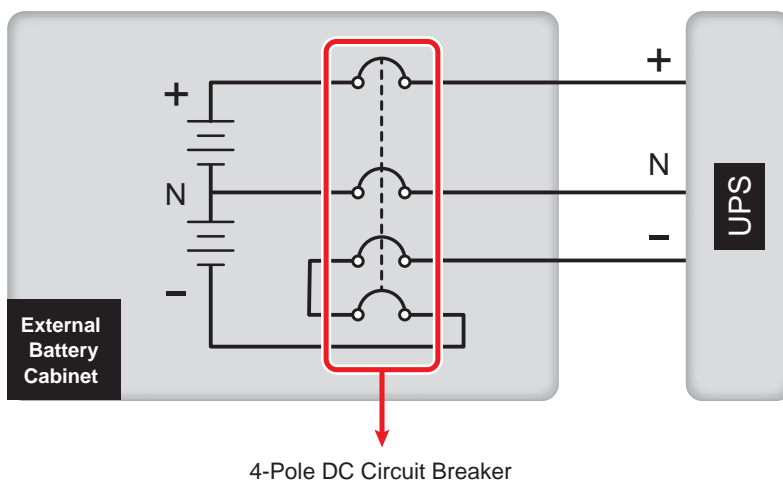 +
+
N
N
UPS
−
−
External
Battery
Cabinet
4-Pole DC Circuit Breaker